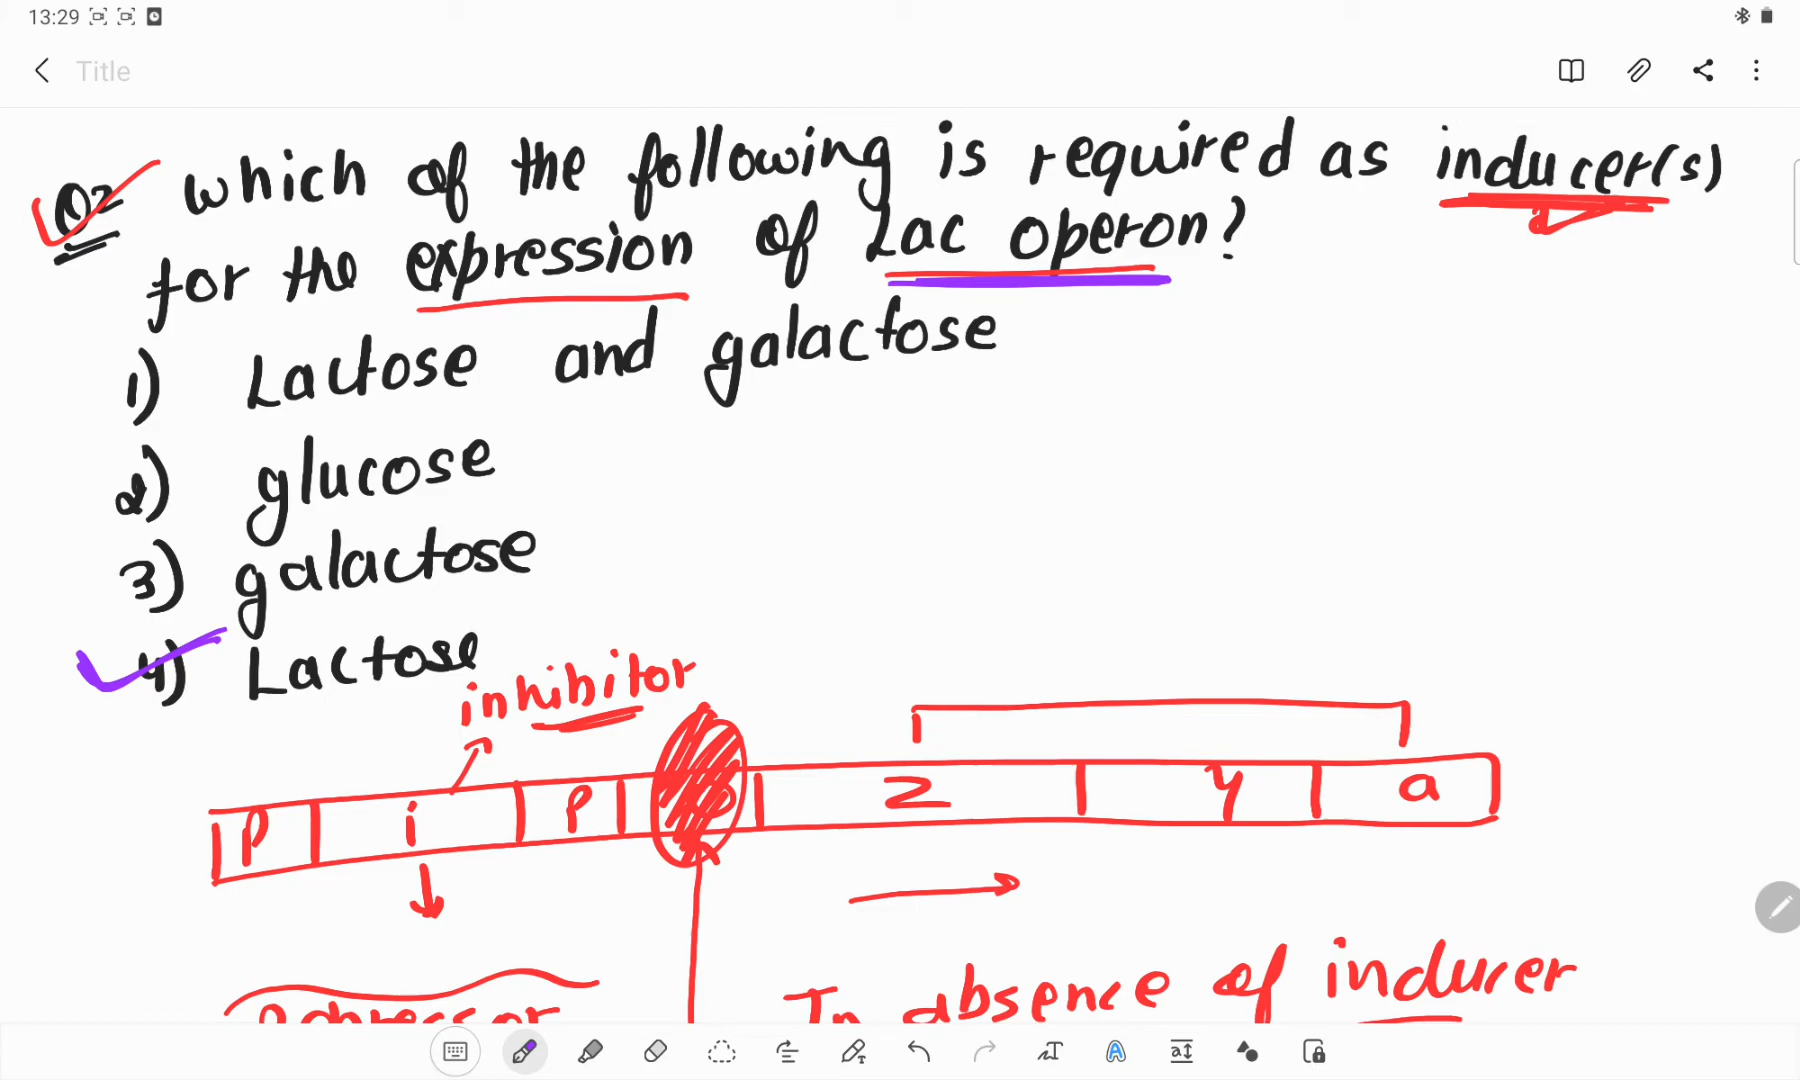 13:29
Title
Q= which of the following is required as inducer(s)
for the expression of Lac operon?
1) Lactose and galactose
2) glucose
3) galactose
4) Lactose
inhibitor
P i P O z y a
In absence of inducer